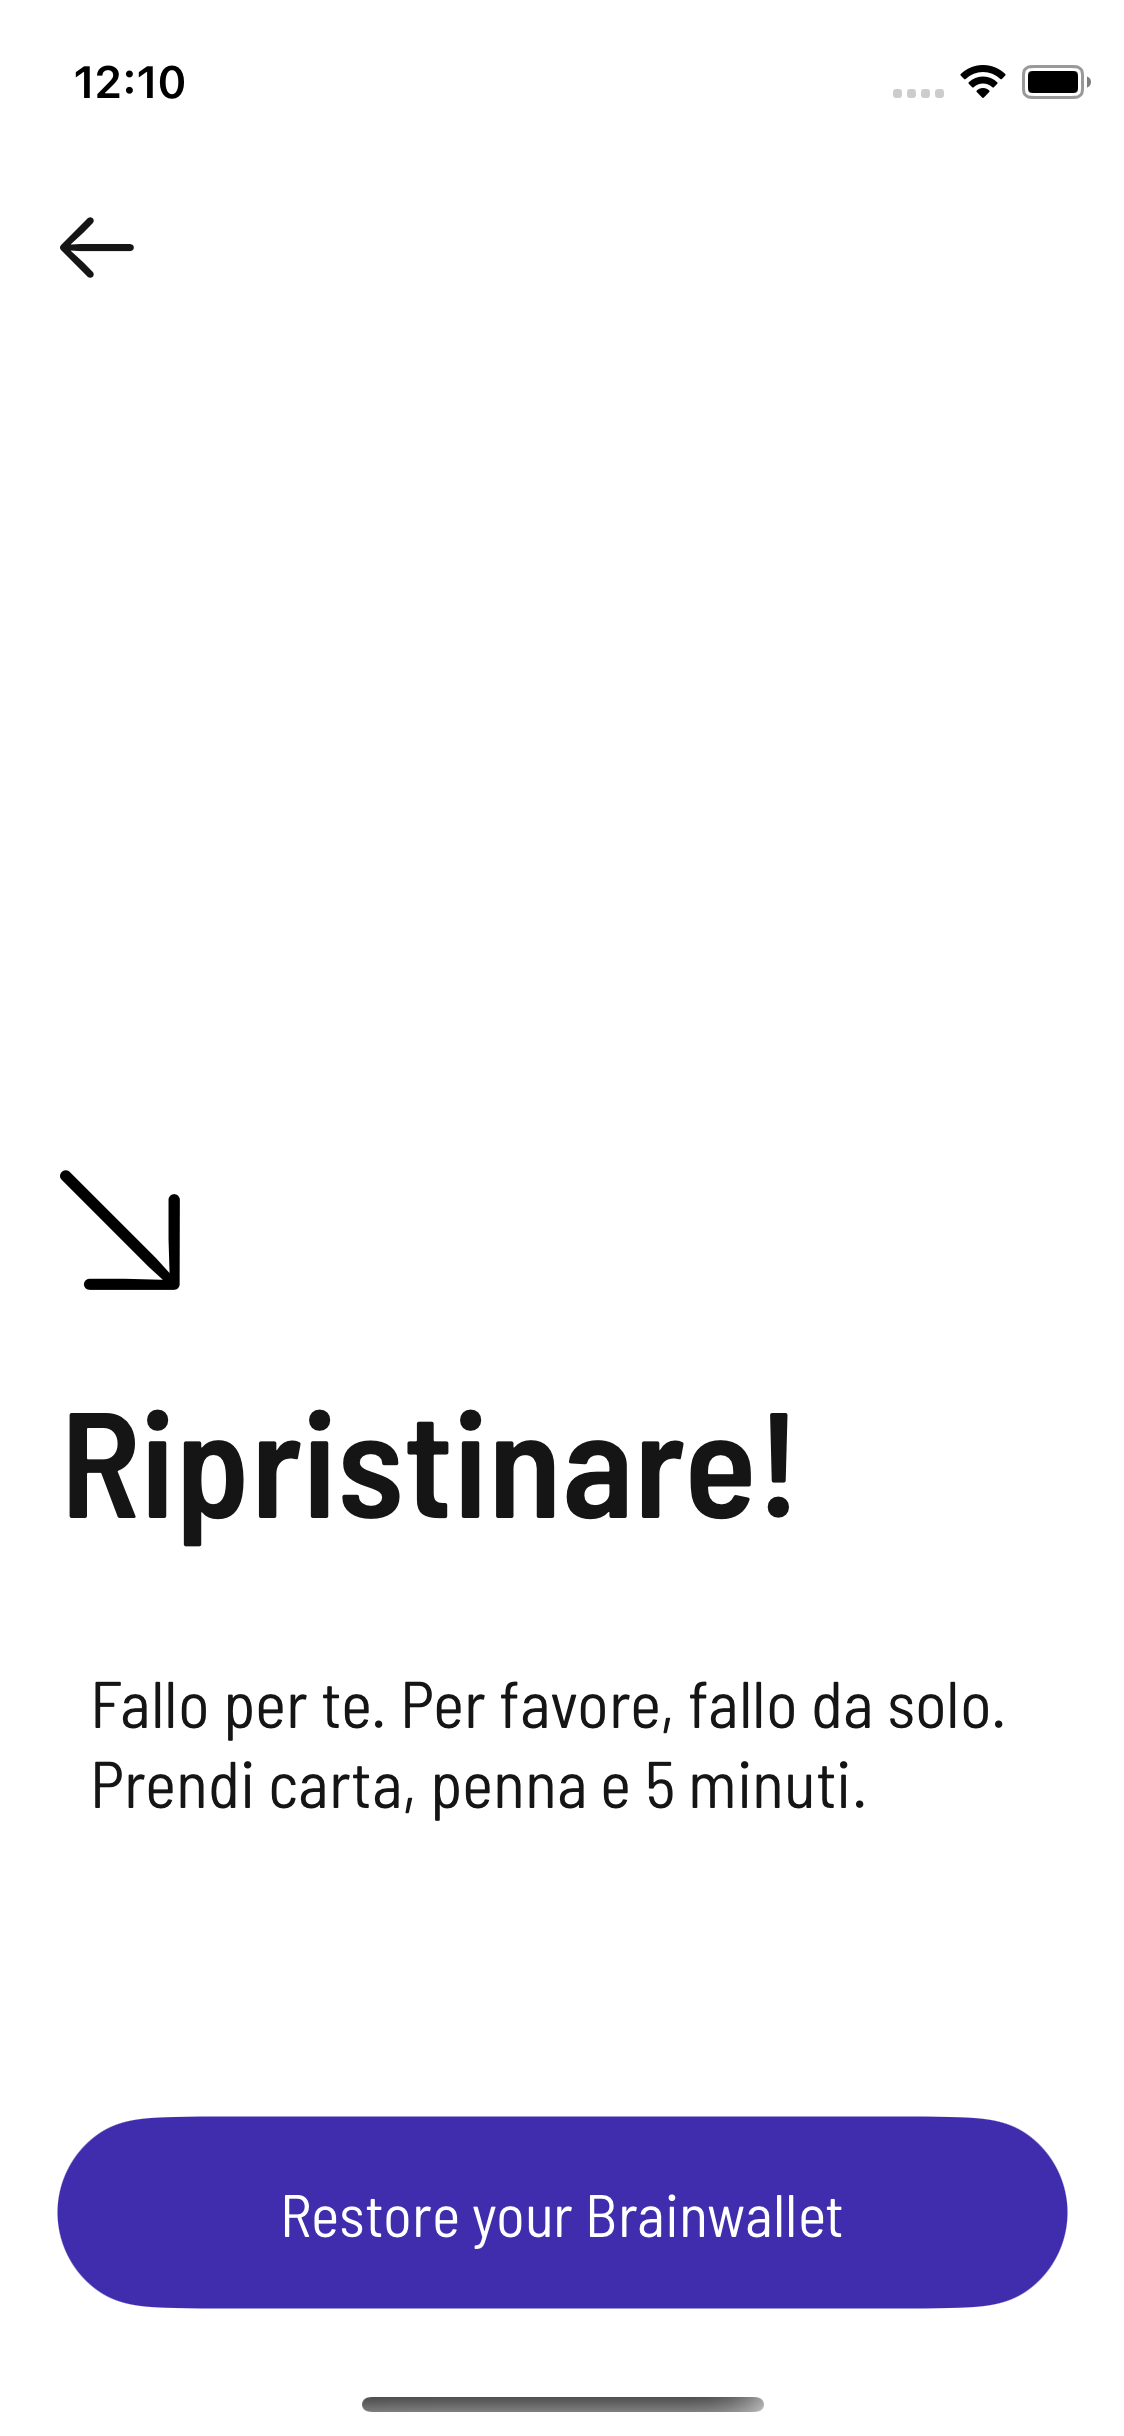 12:10
Ripristinare!
Fallo per te. Per favore, fallo da solo.
Prendi carta, penna e 5 minuti.
Restore your Brainwallet